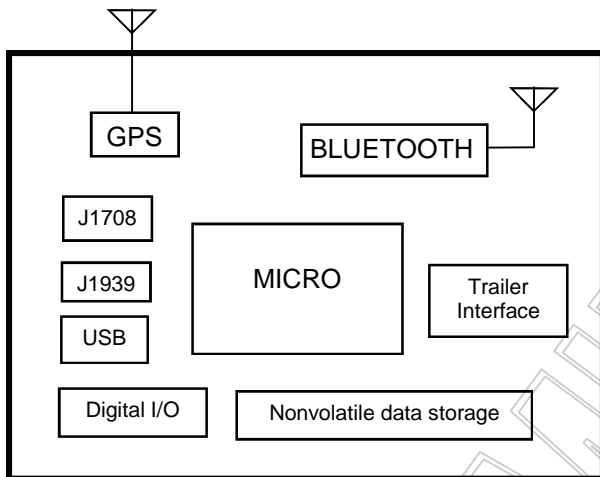 GPS
BLUETOOTH
J1708
J1939
MICRO
Trailer
Interface
USB
Digital I/O
Nonvolatile data storage